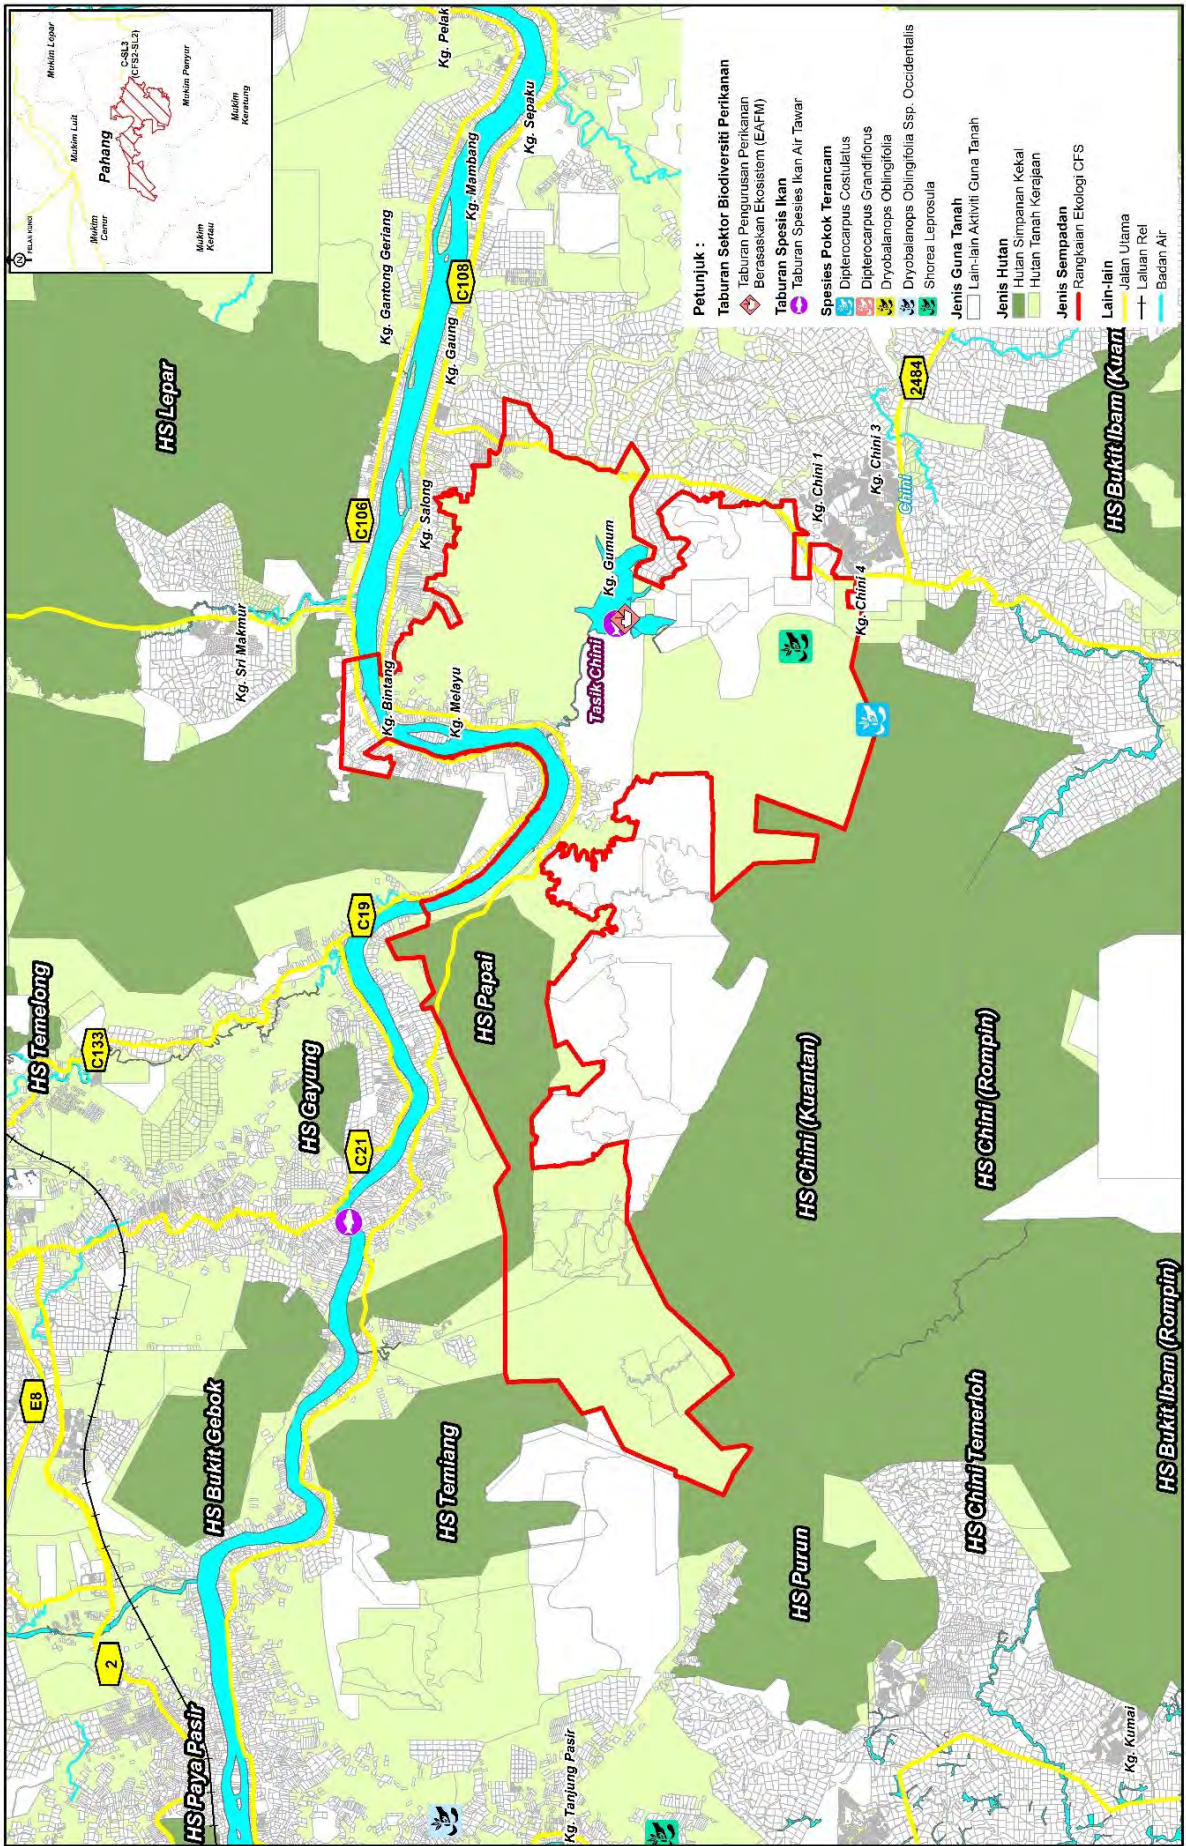 SELAS KUNCI
Mukim Lepar
Mukim Luit
Pahang
C-SL3
(CFS2-SL2)
Mukim Cenur
Mukim Penyur
Mukim
Kertau
Mukim
Keratung
HS Paya Pasir
2
E8
HS Bukit Gebok
HS Temelong
C133
HS Gayung
C21
C19
HS Lepar
Kg. Sri Makmur
C106
Kg. Gantong Geriang
Kg. Pelak
Kg. Mambang
C108
Kg. Sepaku
Kg. Gaung
Kg. Salong
Kg. Bintang
Kg. Melayu
HS Temiang
HS Papai
Tasik Chini
Kg. Gumum
Kg. Tanjung Pasir
HS Purun
HS Chini (Kuantan)
Kg. Chini 1
Kg. Chini 3
Kg. Chini 4
Chini
2484
HS Chini Temerloh
HS Chini (Rompin)
Kg. Kumai
HS Bukit Ibam (Rompin)
HS Bukit Ibam (Kuan
Petunjuk :
Taburan Sektor Biodiversiti Perikanan
Taburan Pengurusan Perikanan
Berasaskan Ekosistem (EAFM)
Taburan Spesis Ikan
Taburan Spesies Ikan Air Tawar
Spesies Pokok Terancam
Dipterocarpus Costulatus
Dipterocarpus Grandiflorus
Dryobalanops Oblingifolia
Dryobalanops Oblingifolia Ssp. Occidentalis
Shorea Leprosula
Jenis Guna Tanah
Lain-lain Aktiviti Guna Tanah
Jenis Hutan
Hutan Simpanan Kekal
Hutan Tanah Kerajaan
Jenis Sempadan
Rangkaian Ekologi CFS
Lain-lain
Jalan Utama
Laluan Rel
Badan Air